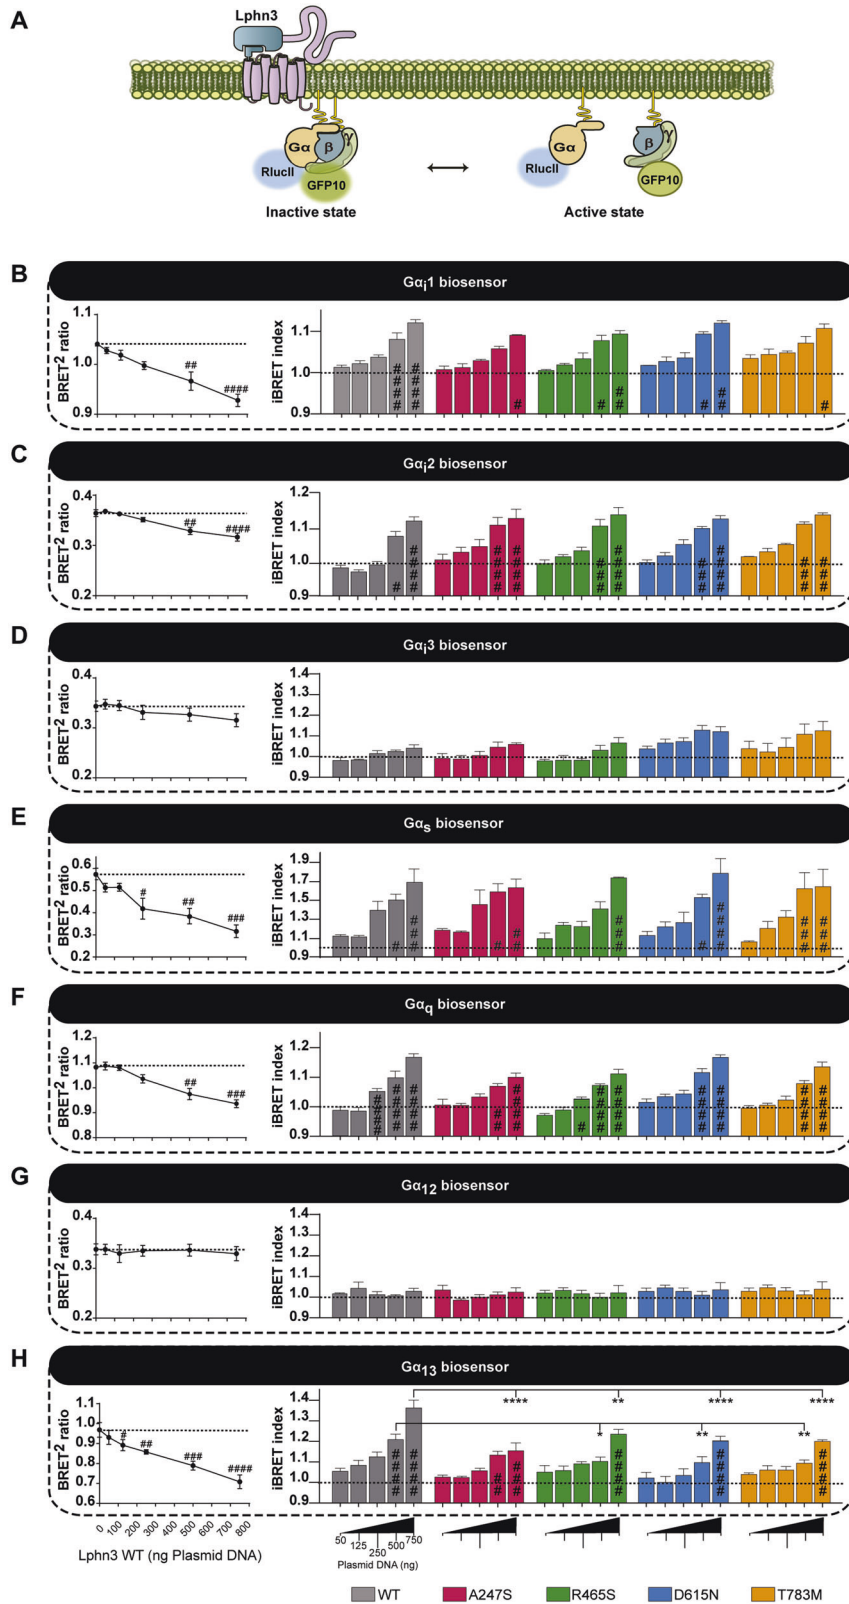 A
Lphn3
Gα
β
γ
RlucII
GFP10
Gα
RlucII
β
γ
GFP10
Inactive state
Active state
B
Gαi1 biosensor
BRET2 ratio
1.1
1.0
0.9
##
####
iBRET index
1.1
1.0
0.9
####
####
#
#
##
#
##
#
C
Gαi2 biosensor
BRET2 ratio
0.4
0.3
0.2
##
####
iBRET index
1.2
1.1
1.0
0.9
#
####
###
####
###
####
####
####
###
####
D
Gαi3 biosensor
BRET2 ratio
0.4
0.3
0.2
iBRET index
1.4
1.3
1.2
1.1
1.0
0.9
E
Gαs biosensor
BRET2 ratio
0.6
0.5
0.4
0.3
0.2
#
##
###
iBRET index
1.9
1.7
1.5
1.3
1.1
1.0
0.9
#
###
#
##
###
#
####
###
###
F
Gαq biosensor
BRET2 ratio
1.2
1.1
1.0
0.9
0.8
##
###
iBRET index
1.2
1.1
1.0
0.9
####
####
####
##
####
#
####
####
####
####
###
####
G
Gα12 biosensor
BRET2 ratio
0.4
0.3
0.2
iBRET index
1.4
1.3
1.2
1.1
1.0
0.9
H
Gα13 biosensor
BRET2 ratio
1.1
1.0
0.9
0.8
0.7
0.6
#
##
###
####
0
100
200
300
400
500
600
700
800
Lphn3 WT (ng Plasmid DNA)
iBRET index
1.4
1.3
1.2
1.1
1.0
0.9
**** ** **** ****
* ** **
####
####
##
###
####
####
####
50
125
250
500
750
Plasmid DNA (ng)
WT A247S R465S D615N T783M